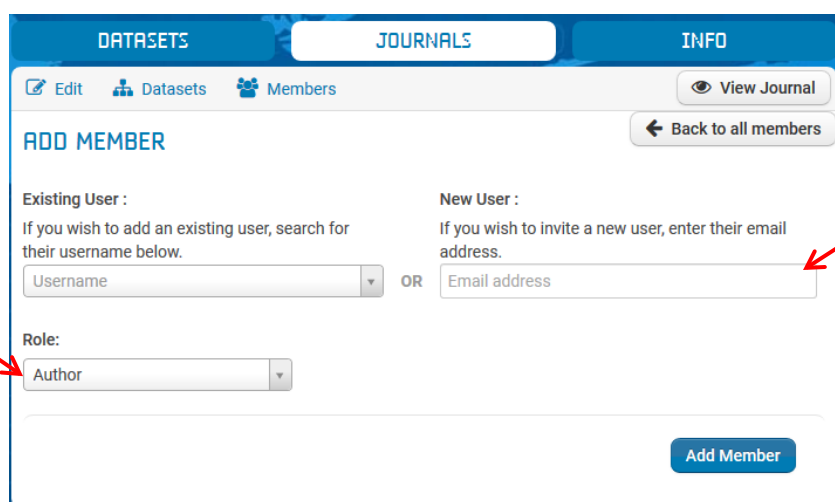 DATASETS JOURNALS INFO
Edit Datasets Members View Journal
Back to all members
ADD MEMBER
Existing User :
If you wish to add an existing user, search for
their username below.
Username
OR
New User :
If you wish to invite a new user, enter their email
address.
Email address
Role:
Author
Add Member